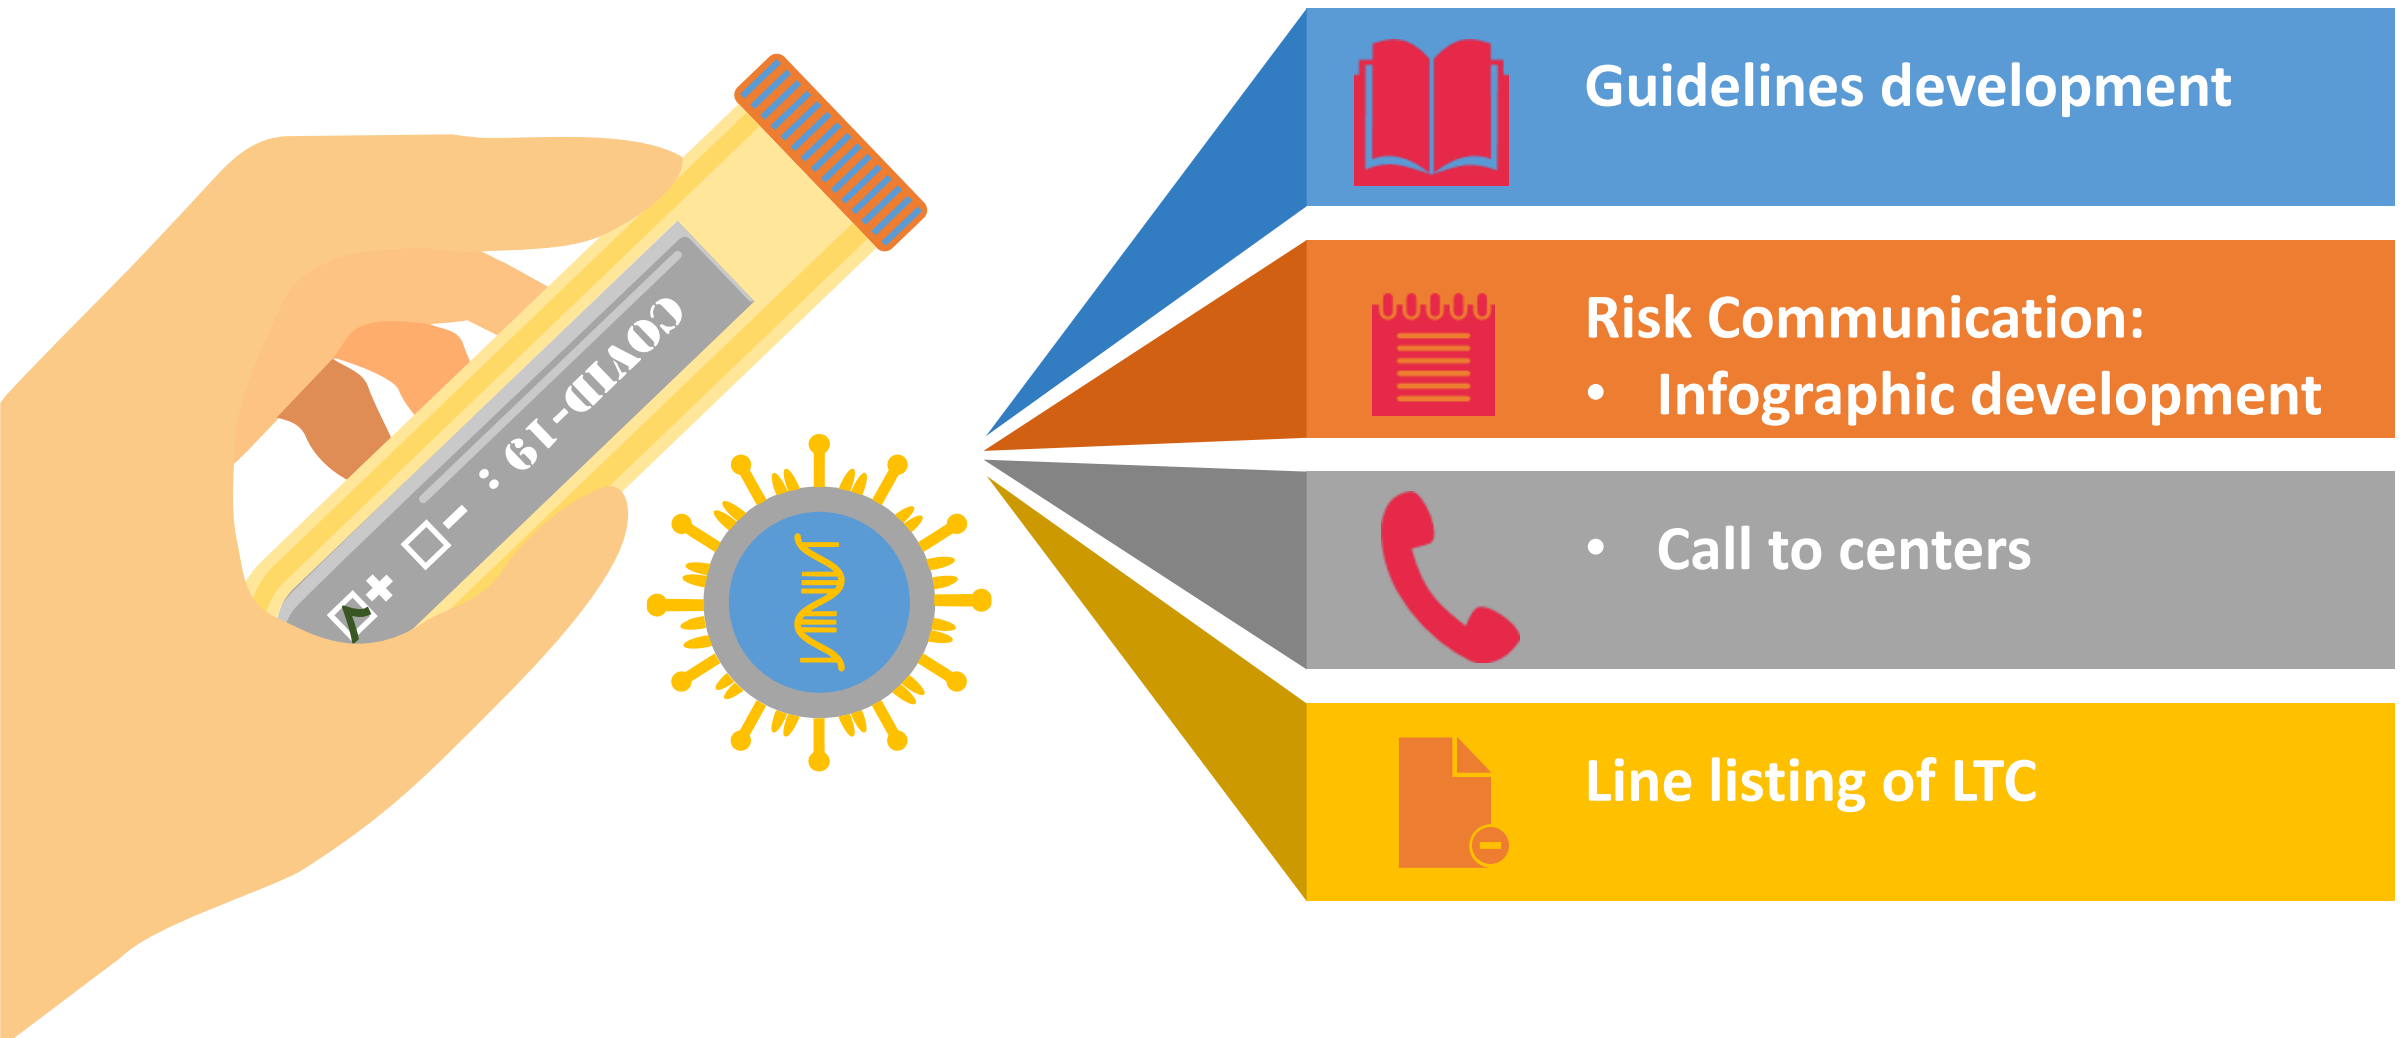 COVID-19 : − □ + ☑
Guidelines development
Risk Communication:
• Infographic development
• Call to centers
Line listing of LTC